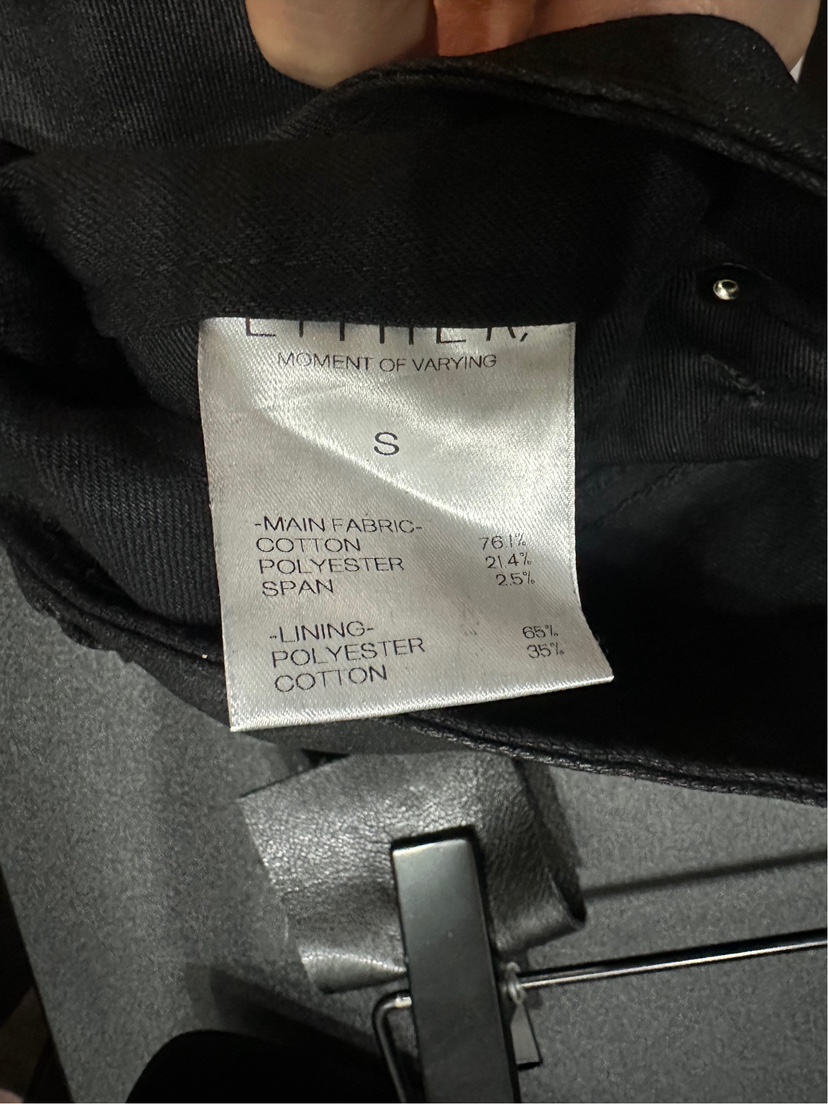 MOMENT OF VARYING
S
-MAIN FABRIC-
COTTON 76.1%
POLYESTER 21.4%
SPAN 2.5%
-LINING-
POLYESTER 65%
COTTON 35%